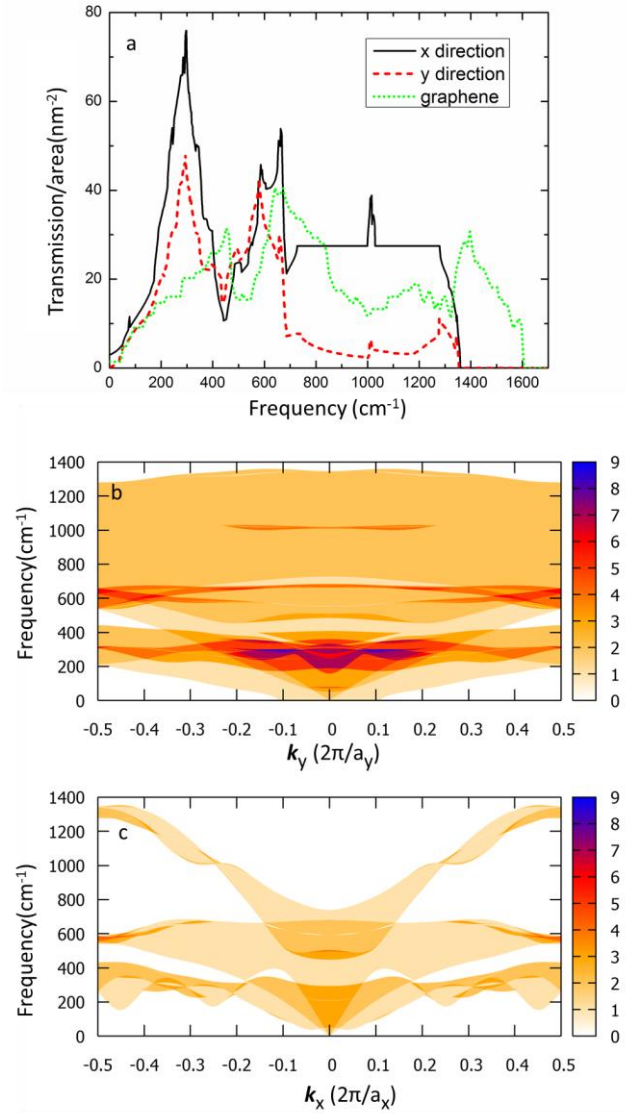 80
a
x direction
y direction
graphene
60
40
20
0
Transmission/area(nm-2)
0 200 400 600 800 1000 1200 1400 1600
Frequency (cm-1)
b
1400
1200
1000
800
600
400
200
0
Frequency(cm-1)
9
8
7
6
5
4
3
2
1
0
-0.5 -0.4 -0.3 -0.2 -0.1 0 0.1 0.2 0.3 0.4 0.5
ky (2π/ay)
c
1400
1200
1000
800
600
400
200
0
Frequency(cm-1)
9
8
7
6
5
4
3
2
1
0
-0.5 -0.4 -0.3 -0.2 -0.1 0 0.1 0.2 0.3 0.4 0.5
kx (2π/ax)